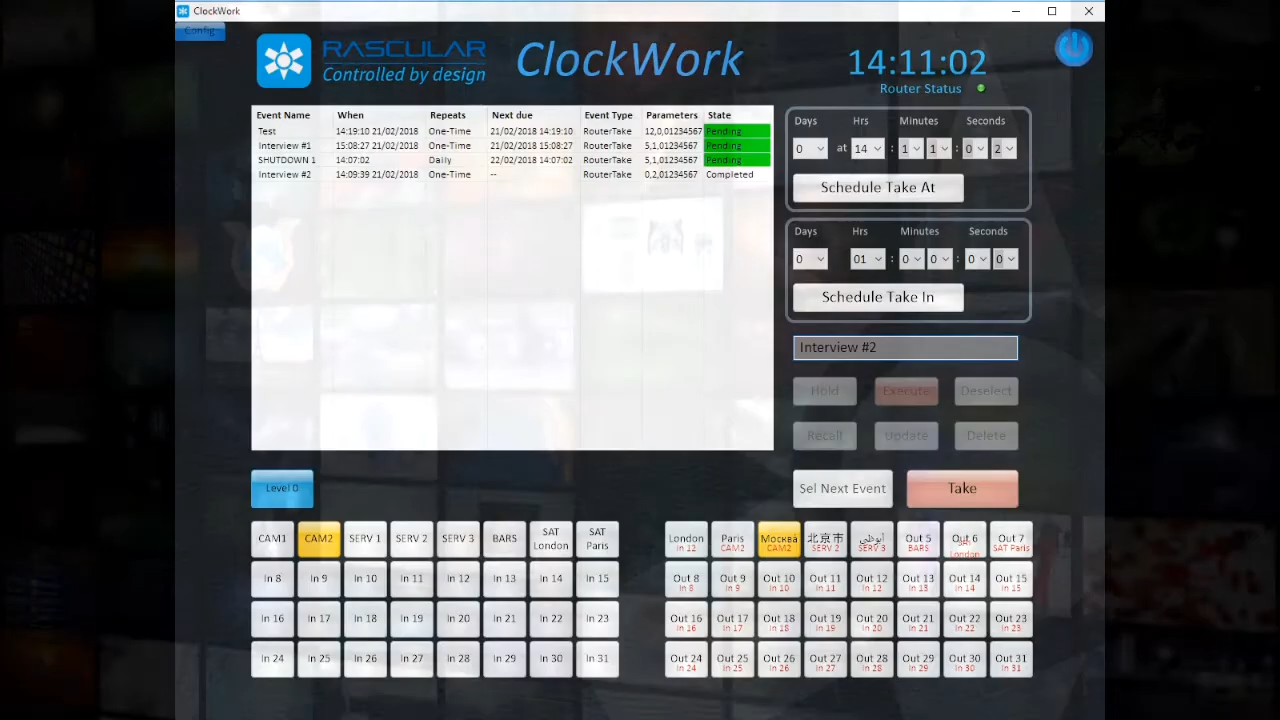 ClockWork
Config
RASCULAR
Controlled by design
ClockWork
14:11:02
Router Status
Event Name When Repeats Next due Event Type Parameters State
Test 14:19:10 21/02/2018 One-Time 21/02/2018 14:19:10 RouterTake 12,0,01234567 Pending
Interview #1 15:08:27 21/02/2018 One-Time 21/02/2018 15:08:27 RouterTake 5,1,01234567 Pending
SHUTDOWN 1 14:07:02 Daily 22/02/2018 14:07:02 RouterTake 5,1,01234567 Pending
Interview #2 14:09:39 21/02/2018 One-Time -- RouterTake 0,2,01234567 Completed
Days Hrs Minutes Seconds
0 at 14 : 1 1 : 0 2
Schedule Take At
Days Hrs Minutes Seconds
0 01 : 0 0 : 0 0
Schedule Take In
Interview #2
Hold Execute Deselect
Recall Update Delete
Level 0
Sel Next Event Take
CAM1 CAM2 SERV 1 SERV 2 SERV 3 BARS SAT London SAT Paris
In 8 In 9 In 10 In 11 In 12 In 13 In 14 In 15
In 16 In 17 In 18 In 19 In 20 In 21 In 22 In 23
In 24 In 25 In 26 In 27 In 28 In 29 In 30 In 31
London Paris Москва 北京市 أبوظبي Out 5 Out 6 Out 7
In 12 CAM2 CAM2 SERV 2 SERV 3 BARS SAT London SAT Paris
Out 8 Out 9 Out 10 Out 11 Out 12 Out 13 Out 14 Out 15
In 8 In 9 In 10 In 11 In 12 In 13 In 14 In 15
Out 16 Out 17 Out 18 Out 19 Out 20 Out 21 Out 22 Out 23
In 16 In 17 In 18 In 19 In 20 In 21 In 22 In 23
Out 24 Out 25 Out 26 Out 27 Out 28 Out 29 Out 30 Out 31
In 24 In 25 In 26 In 27 In 28 In 29 In 30 In 31